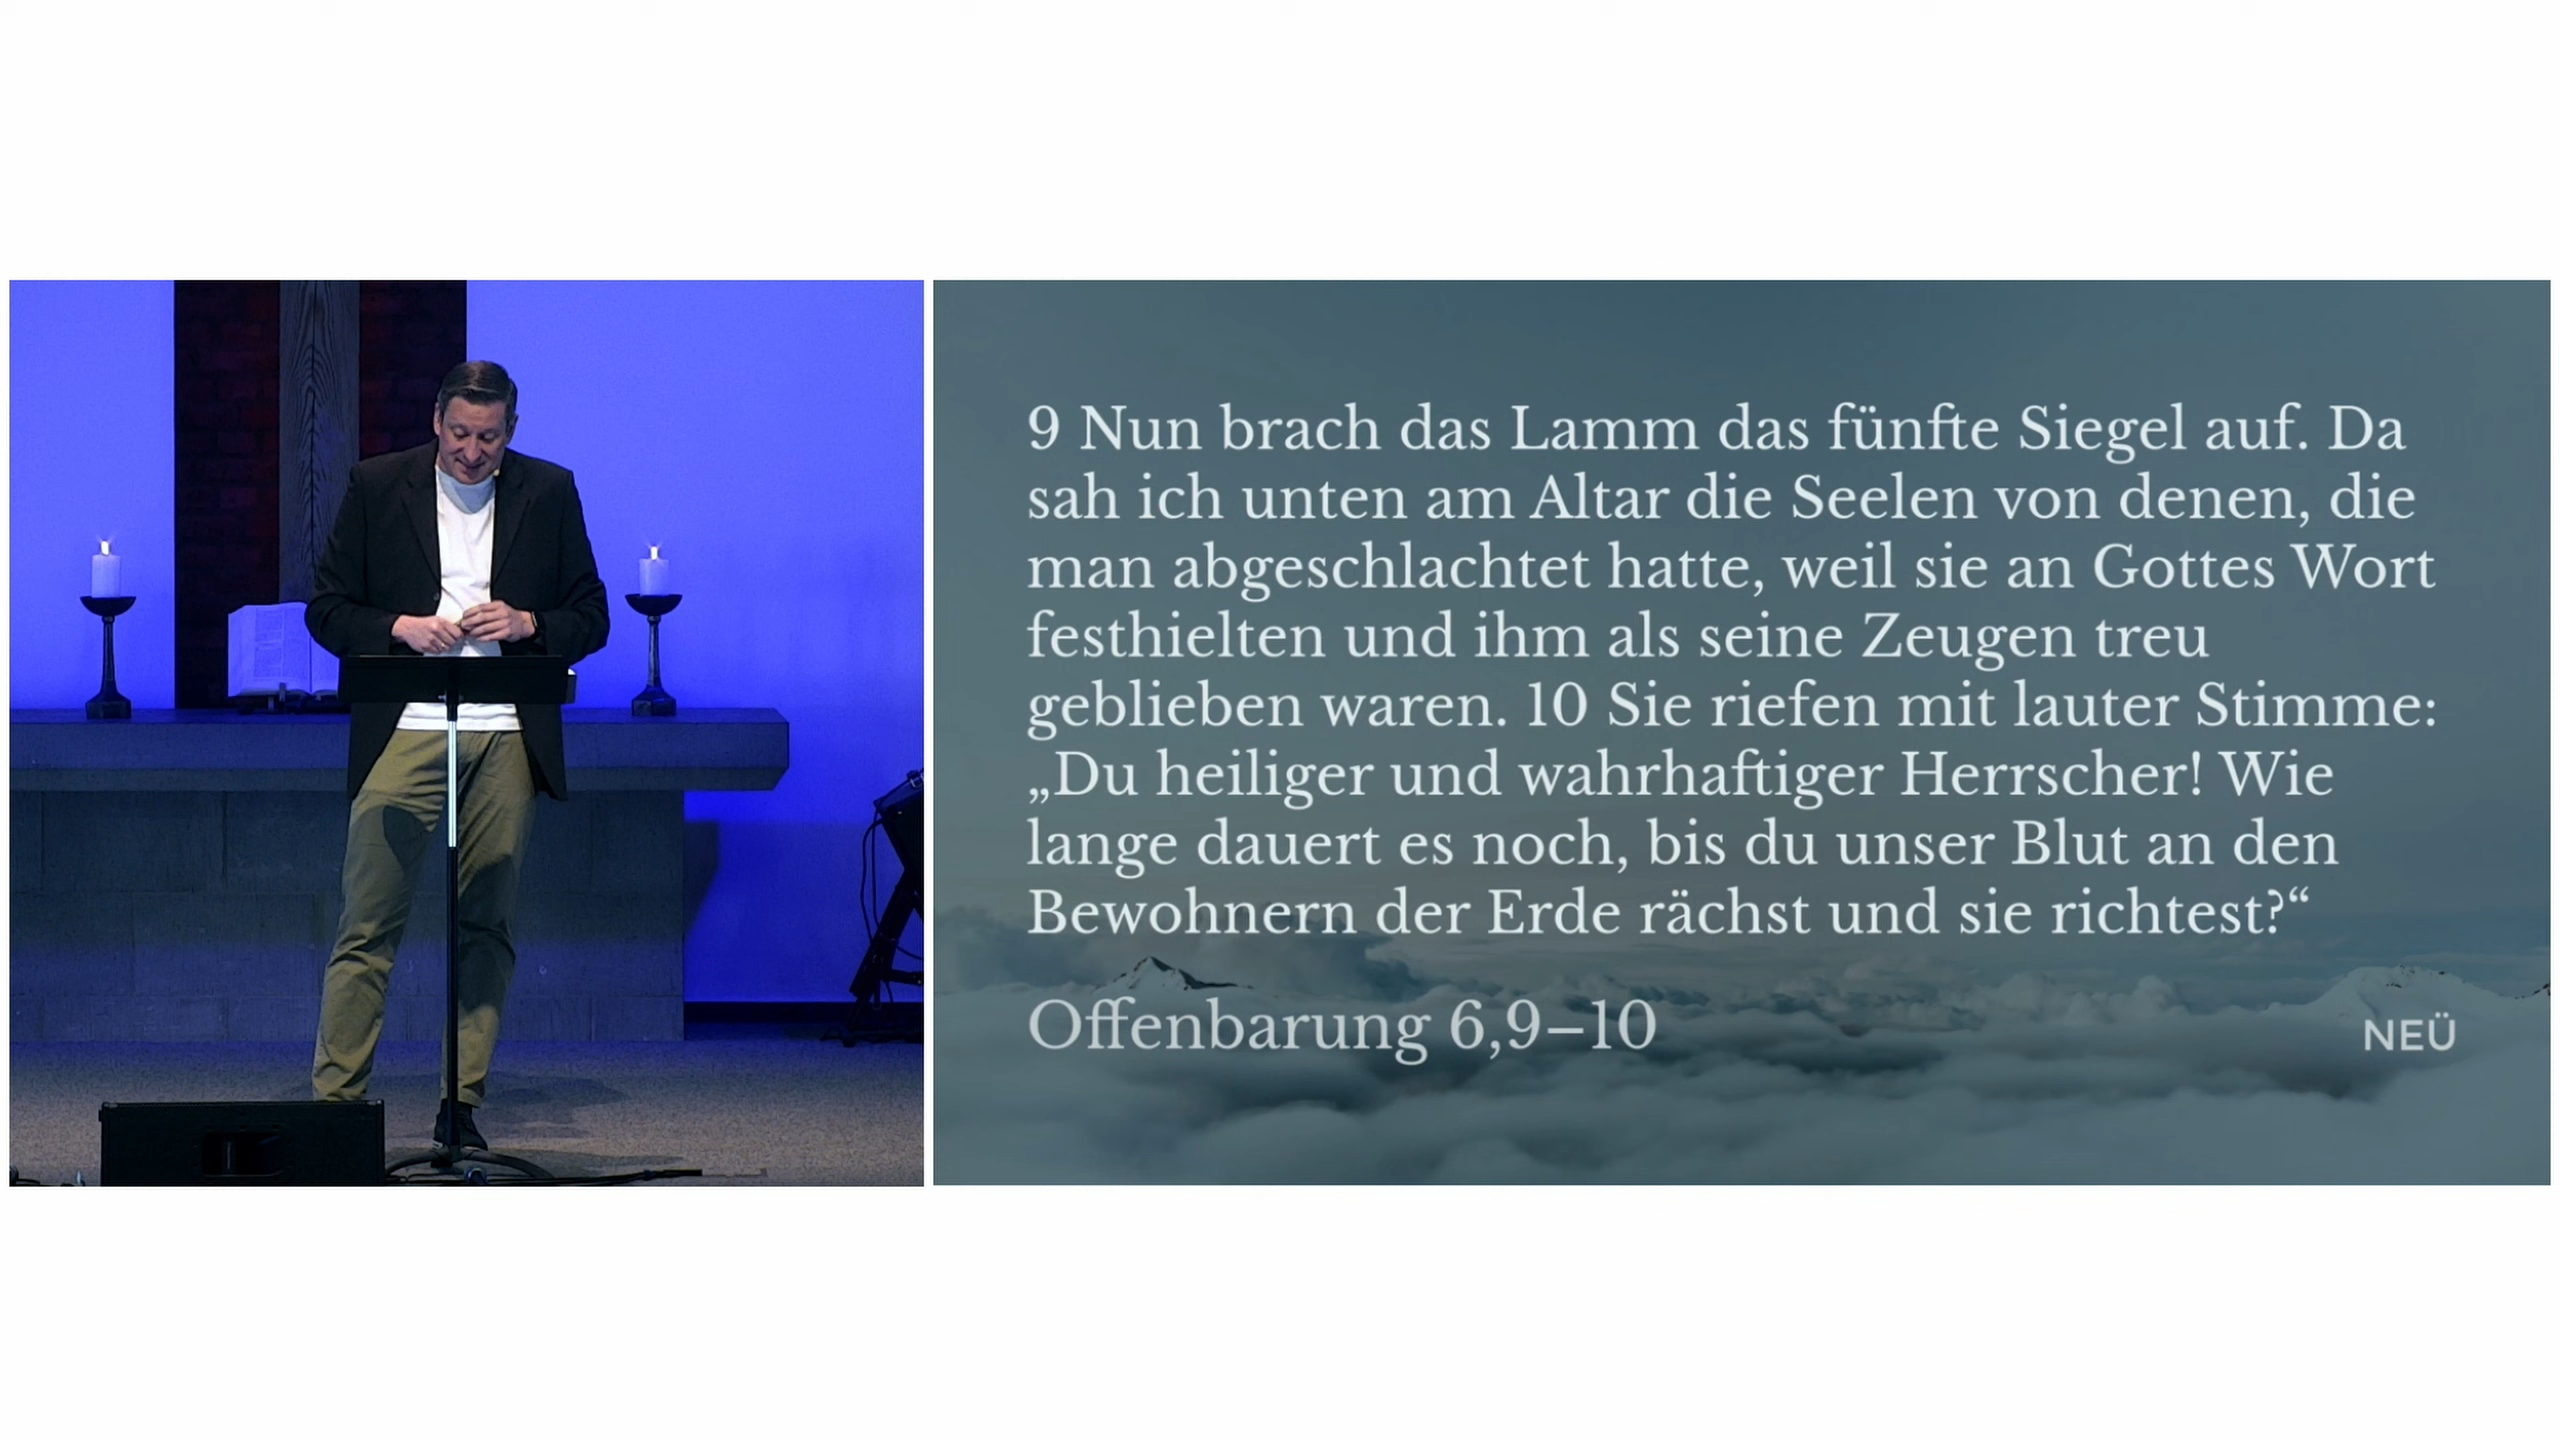 9 Nun brach das Lamm das fünfte Siegel auf. Da
sah ich unten am Altar die Seelen von denen, die
man abgeschlachtet hatte, weil sie an Gottes Wort
festhielten und ihm als seine Zeugen treu
geblieben waren. 10 Sie riefen mit lauter Stimme:
„Du heiliger und wahrhaftiger Herrscher! Wie
lange dauert es noch, bis du unser Blut an den
Bewohnern der Erde rächst und sie richtest?“
Offenbarung 6,9–10
NEÜ